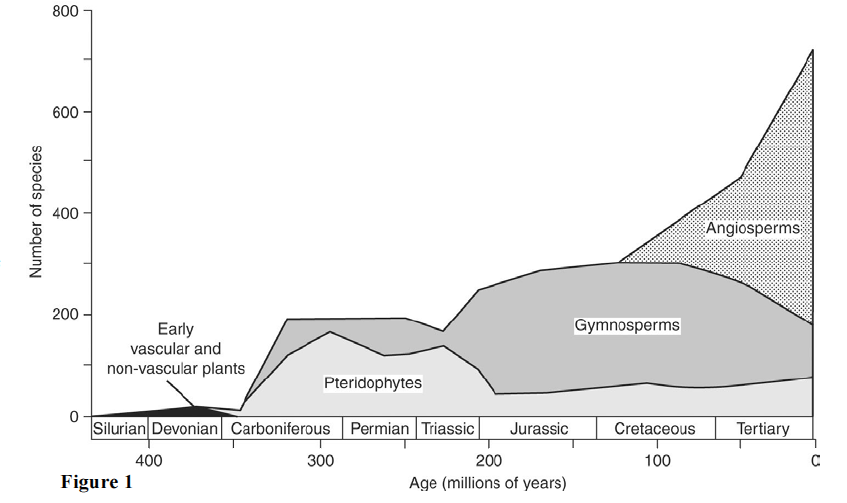 800
600
400
200
0
Number of species
Early
vascular and
non-vascular plants
Pteridophytes
Gymnosperms
Angiosperms
Silurian Devonian Carboniferous Permian Triassic Jurassic Cretaceous Tertiary
400 300 200 100 0
Figure 1
Age (millions of years)